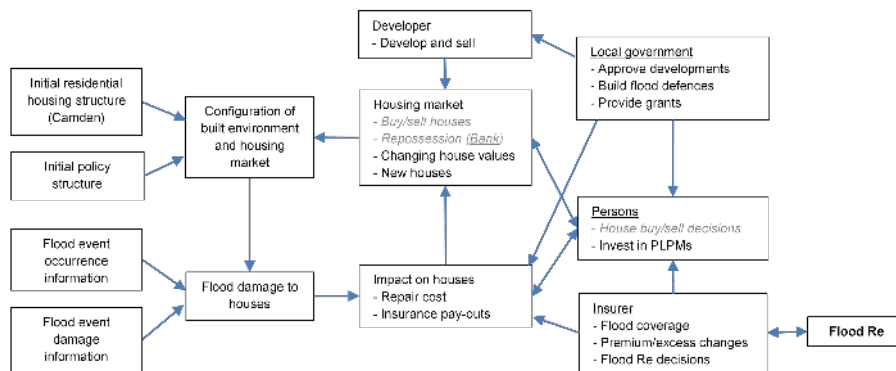 Developer
- Develop and sell
Local government
- Approve developments
- Build flood defences
- Provide grants
Initial residential
housing structure
(Camden)
Configuration of
built environment
and housing
market
Housing market
- Buy/sell houses
- Repossession (Bank)
- Changing house values
- New houses
Initial policy
structure
Persons
- House buy/sell decisions
- Invest in PLPMs
Flood event
occurrence
information
Flood damage to
houses
Impact on houses
- Repair cost
- Insurance pay-outs
Flood event
damage
information
Insurer
- Flood coverage
- Premium/excess changes
- Flood Re decisions
Flood Re